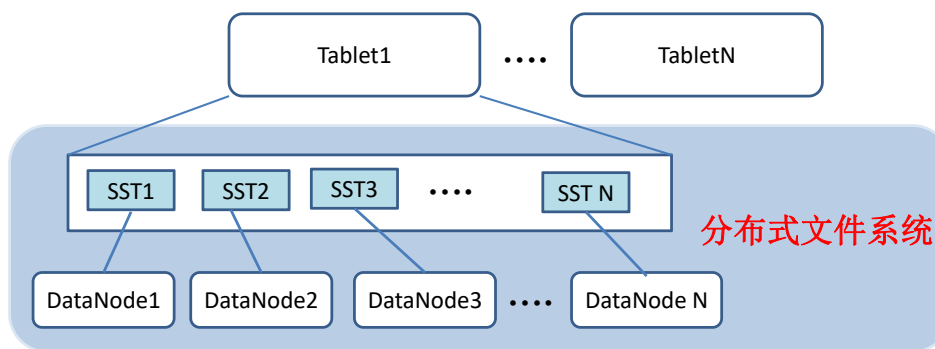 Tablet1 .... TabletN
SST1 SST2 SST3 .... SST N
分布式文件系统
DataNode1 DataNode2 DataNode3 .... DataNode N